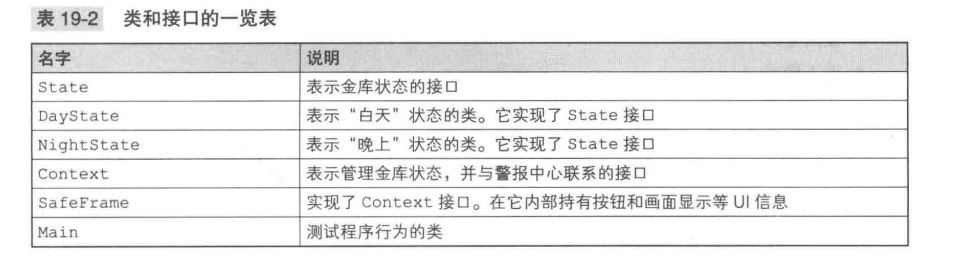 表 19-2 类和接口的一览表
名字 说明
State 表示金库状态的接口
DayState 表示“白天”状态的类。它实现了 State 接口
NightState 表示“晚上”状态的类。它实现了 State 接口
Context 表示管理金库状态，并与警报中心联系的接口
SafeFrame 实现了 Context 接口。在它内部持有按钮和画面显示等 UI 信息
Main 测试程序行为的类